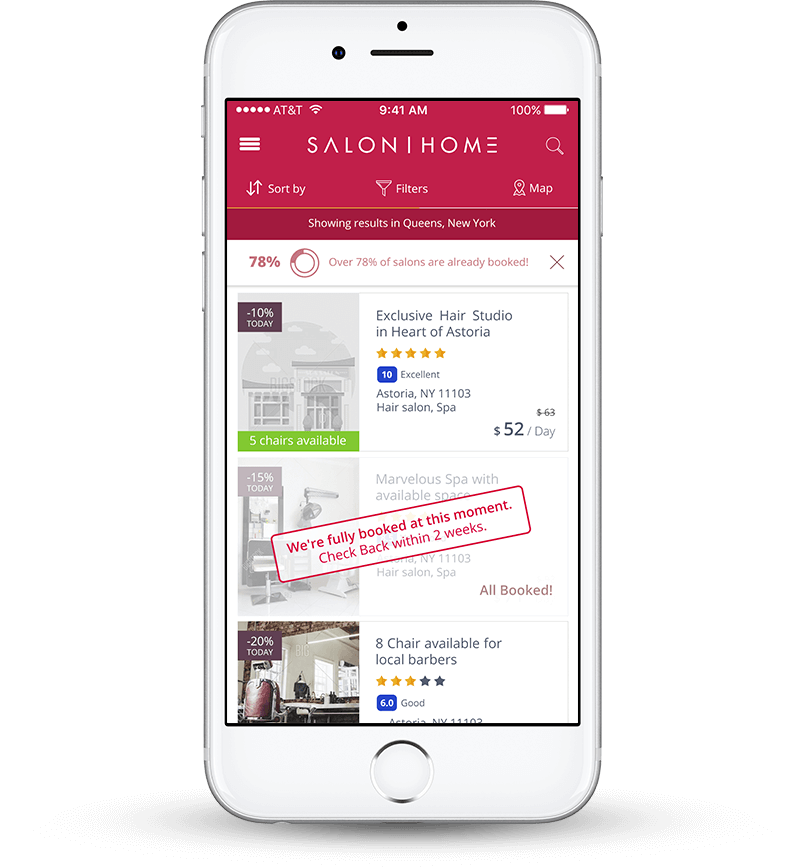 AT&T 9:41 AM 100%
SALON|HOME
Sort by Filters Map
Showing results in Queens, New York
78% Over 78% of salons are already booked!
-10%
TODAY
5 chairs available
Exclusive Hair Studio
in Heart of Astoria
10 Excellent
Astoria, NY 11103
Hair salon, Spa
$ 63
$ 52 / Day
-15%
TODAY
Marvelous Spa with
available space
We're fully booked at this moment.
Check Back within 2 weeks.
Astoria, NY 11103
Hair salon, Spa
All Booked!
-20%
TODAY
BIG
8 Chair available for
local barbers
6.0 Good
Astoria, NY 11103